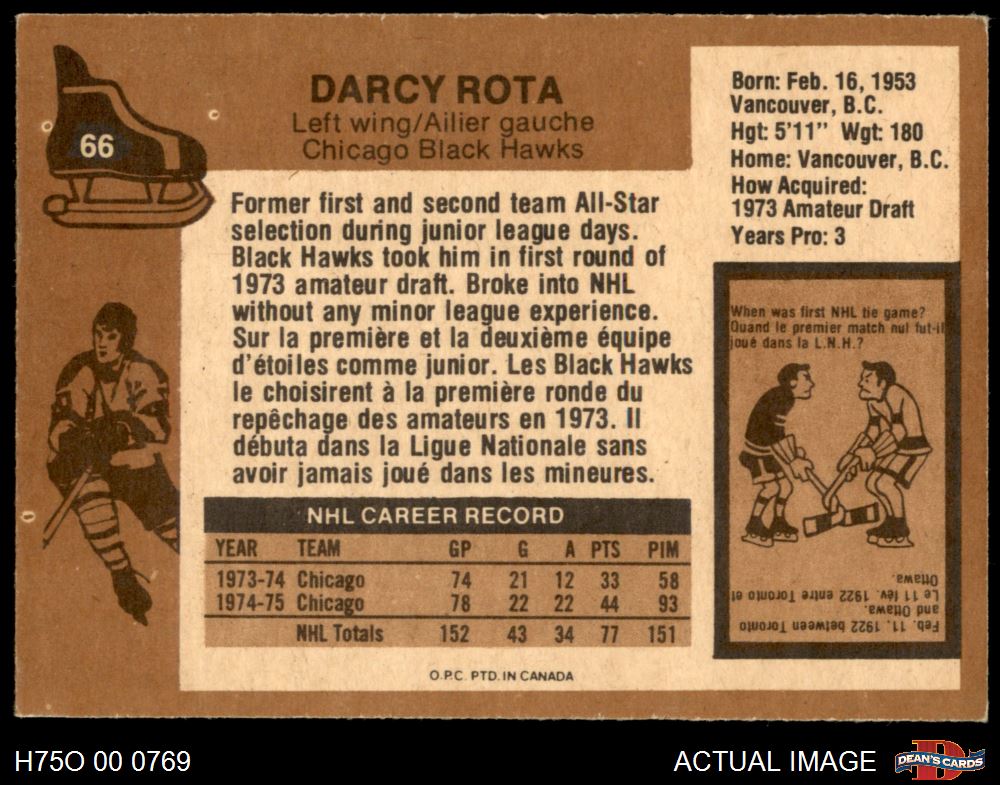 66
DARCY ROTA
Left wing/Ailier gauche
Chicago Black Hawks
Born: Feb. 16, 1953
Vancouver, B.C.
Hgt: 5'11" Wgt: 180
Home: Vancouver, B.C.
How Acquired:
1973 Amateur Draft
Years Pro: 3
Former first and second team All-Star
selection during junior league days.
Black Hawks took him in first round of
1973 amateur draft. Broke into NHL
without any minor league experience.
Sur la première et la deuxième équipe
d'étoiles comme junior. Les Black Hawks
le choisirent à la première ronde du
repêchage des amateurs en 1973. Il
débuta dans la Ligue Nationale sans
avoir jamais joué dans les mineures.
When was first NHL tie game?
Quand le premier match nul fut-il
joué dans la L.N.H.?
Feb. 11. 1922 between Toronto
and Ottawa.
Le 11 fév. 1922 entre Toronto et
Ottawa.
NHL CAREER RECORD
YEAR TEAM GP G A PTS PIM
1973-74 Chicago 74 21 12 33 58
1974-75 Chicago 78 22 22 44 93
NHL Totals 152 43 34 77 151
O.P.C. PTD. IN CANADA
H75O 00 0769
ACTUAL IMAGE
DEAN'S CARDS